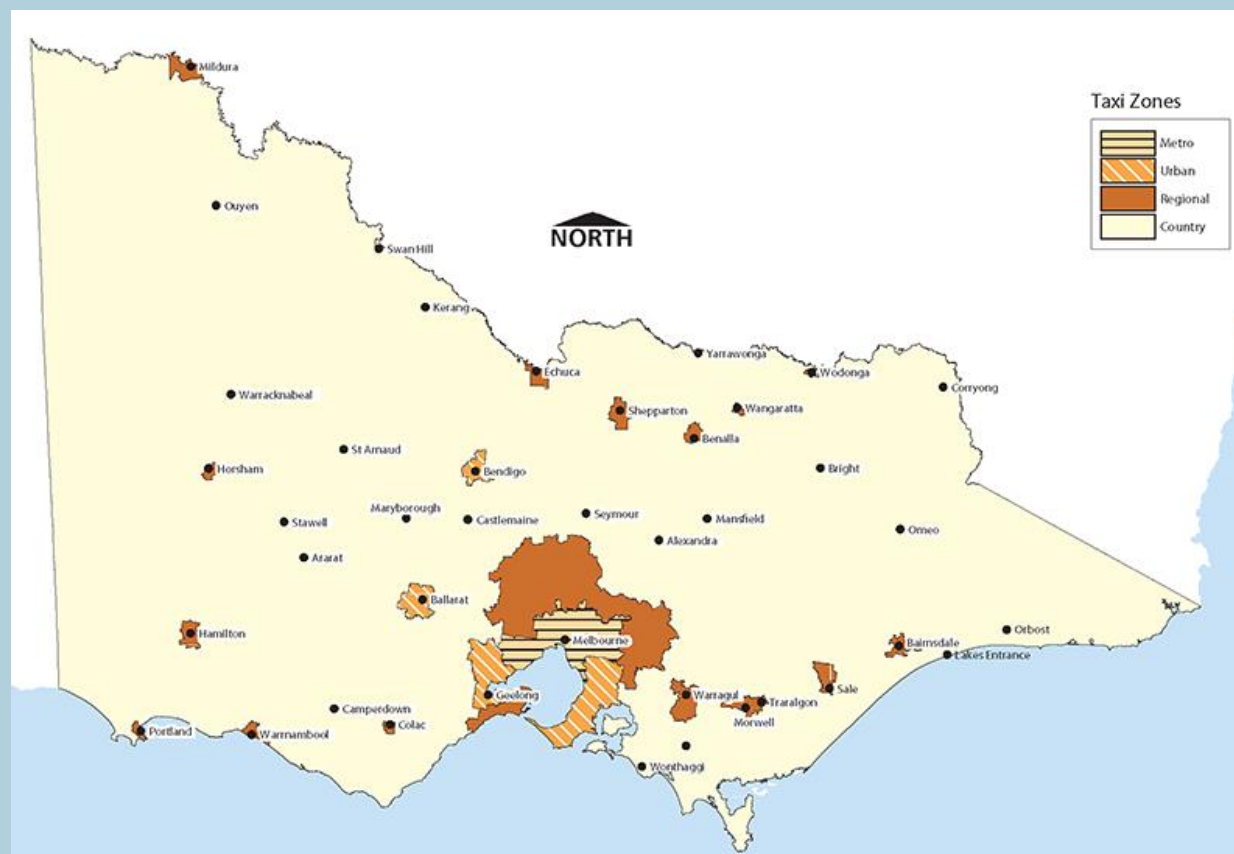 Mildura
Taxi Zones
Metro
Urban
Regional
Country
Ouyen
NORTH
Swan Hill
Kerang
Yarrawonga
Echuca
Wodonga
Corryong
Warracknabeal
Shepparton
Wangaratta
Benalla
St Arnaud
Horsham
Bendigo
Bright
Maryborough
Stawell
Castlemaine
Seymour
Mansfield
Omeo
Alexandra
Ararat
Ballarat
Hamilton
Melbourne
Orbost
Bairnsdale
Lakes Entrance
Geelong
Warragul
Sale
Traralgon
Morwell
Camperdown
Colac
Portland
Warrnambool
Wonthaggi